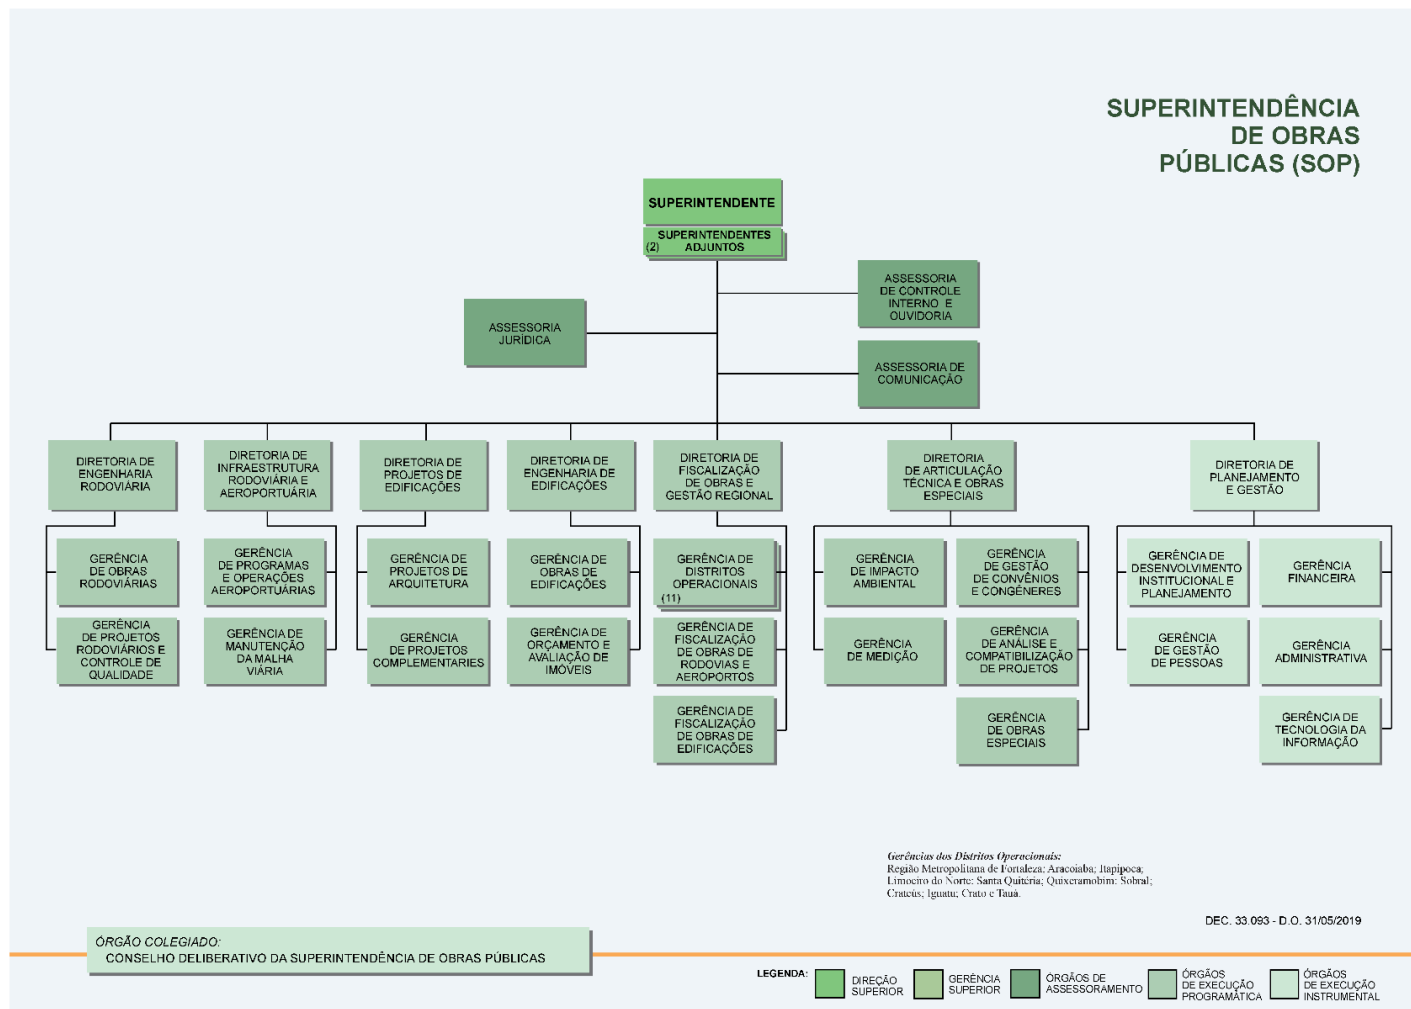 SUPERINTENDÊNCIA
DE OBRAS
PÚBLICAS (SOP)
SUPERINTENDENTE
SUPERINTENDENTES
(2) ADJUNTOS
ASSESSORIA
DE CONTROLE
INTERNO E
OUVIDORIA
ASSESSORIA
JURÍDICA
ASSESSORIA DE
COMUNICAÇÃO
DIRETORIA DE
ENGENHARIA
RODOVIÁRIA
DIRETORIA DE
INFRAESTRUTURA
RODOVIÁRIA E
AEROPORTUÁRIA
DIRETORIA DE
PROJETOS DE
EDIFICAÇÕES
DIRETORIA DE
ENGENHARIA DE
EDIFICAÇÕES
DIRETORIA DE
FISCALIZAÇÃO
DE OBRAS E
GESTÃO REGIONAL
DIRETORIA
DE ARTICULAÇÃO
TÉCNICA E OBRAS
ESPECIAIS
DIRETORIA DE
PLANEJAMENTO
E GESTÃO
GERÊNCIA
DE OBRAS
RODOVIÁRIAS
GERÊNCIA
DE PROGRAMAS
E OPERAÇÕES
AEROPORTUÁRIAS
GERÊNCIA DE
PROJETOS DE
ARQUITETURA
GERÊNCIA DE
OBRAS DE
EDIFICAÇÕES
GERÊNCIA DE
DISTRITOS
OPERACIONAIS
(11)
GERÊNCIA
DE IMPACTO
AMBIENTAL
GERÊNCIA
DE GESTÃO
DE CONVÊNIOS
E CONGÊNERES
GERÊNCIA DE
DESENVOLVIMENTO
INSTITUCIONAL E
PLANEJAMENTO
GERÊNCIA
FINANCEIRA
GERÊNCIA
DE PROJETOS
RODOVIÁRIOS E
CONTROLE DE
QUALIDADE
GERÊNCIA DE
MANUTENÇÃO
DA MALHA
VIÁRIA
GERÊNCIA
DE PROJETOS
COMPLEMENTARIES
GERÊNCIA DE
ORÇAMENTO E
AVALIAÇÃO DE
IMÓVEIS
GERÊNCIA DE
FISCALIZAÇÃO
DE OBRAS DE
RODOVIAS E
AEROPORTOS
GERÊNCIA
DE MEDIÇÃO
GERÊNCIA
DE ANÁLISE E
COMPATIBILIZAÇÃO
DE PROJETOS
GERÊNCIA
DE GESTÃO
DE PESSOAS
GERÊNCIA
ADMINISTRATIVA
GERÊNCIA DE
FISCALIZAÇÃO
DE OBRAS DE
EDIFICAÇÕES
GERÊNCIA
DE OBRAS
ESPECIAIS
GERÊNCIA DE
TECNOLOGIA DA
INFORMAÇÃO
Gerências dos Distritos Operacionais:
Região Metropolitana de Fortaleza; Aracoiaba; Itapipoca;
Limoeiro do Norte; Santa Quitéria; Quixeramobim; Sobral;
Crateús; Iguatu; Crato e Tauá.
DEC. 33.093 - D.O. 31/05/2019
ÓRGÃO COLEGIADO:
CONSELHO DELIBERATIVO DA SUPERINTENDÊNCIA DE OBRAS PÚBLICAS
LEGENDA:
DIREÇÃO
SUPERIOR
GERÊNCIA
SUPERIOR
ÓRGÃOS DE
ASSESSORAMENTO
ÓRGÃOS
DE EXECUÇÃO
PROGRAMÁTICA
ÓRGÃOS
DE EXECUÇÃO
INSTRUMENTAL